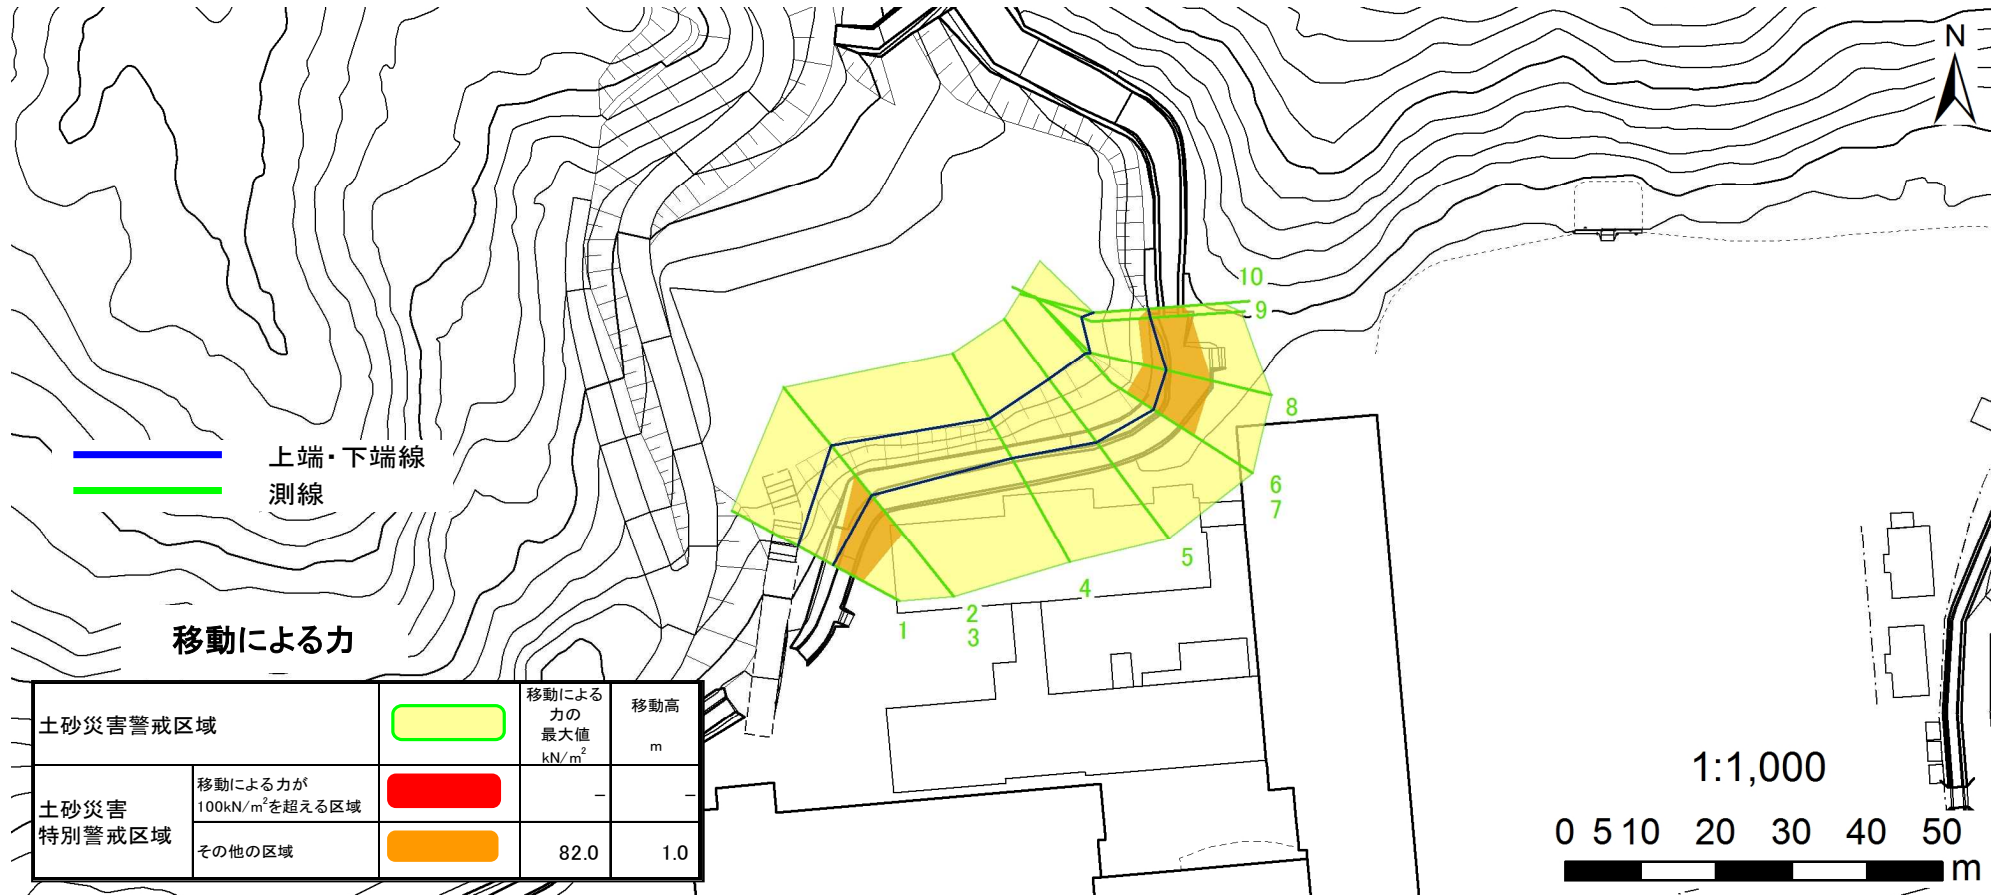 N
10
9
8
6
7
5
4
2
3
1
上端・下端線
測線
移動による力
土砂災害警戒区域
移動による
力の
最大値
kN/m²
移動高
m
土砂災害
特別警戒区域
移動による力が
100kN/m²を超える区域
－
－
その他の区域
82.0
1.0
1:1,000
0 5 10 20 30 40 50
m